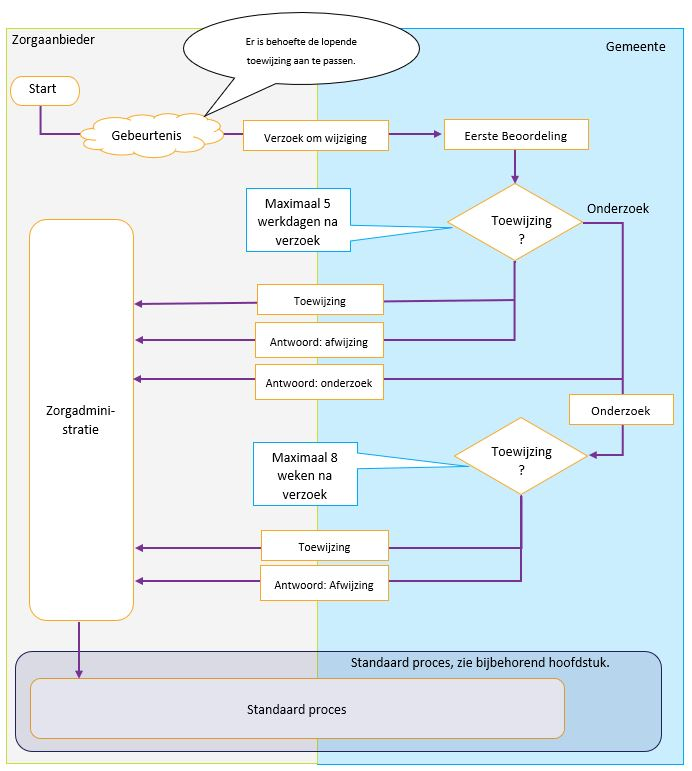 Zorgaanbieder
Gemeente
Er is behoefte de lopende
toewijzing aan te passen.
Start
Gebeurtenis
Verzoek om wijziging
Eerste Beoordeling
Maximaal 5
werkdagen na
verzoek
Toewijzing
?
Onderzoek
Toewijzing
Antwoord: afwijzing
Antwoord: onderzoek
Zorgadmini-
stratie
Onderzoek
Maximaal 8
weken na
verzoek
Toewijzing
?
Toewijzing
Antwoord: Afwijzing
Standaard proces, zie bijbehorend hoofdstuk.
Standaard proces